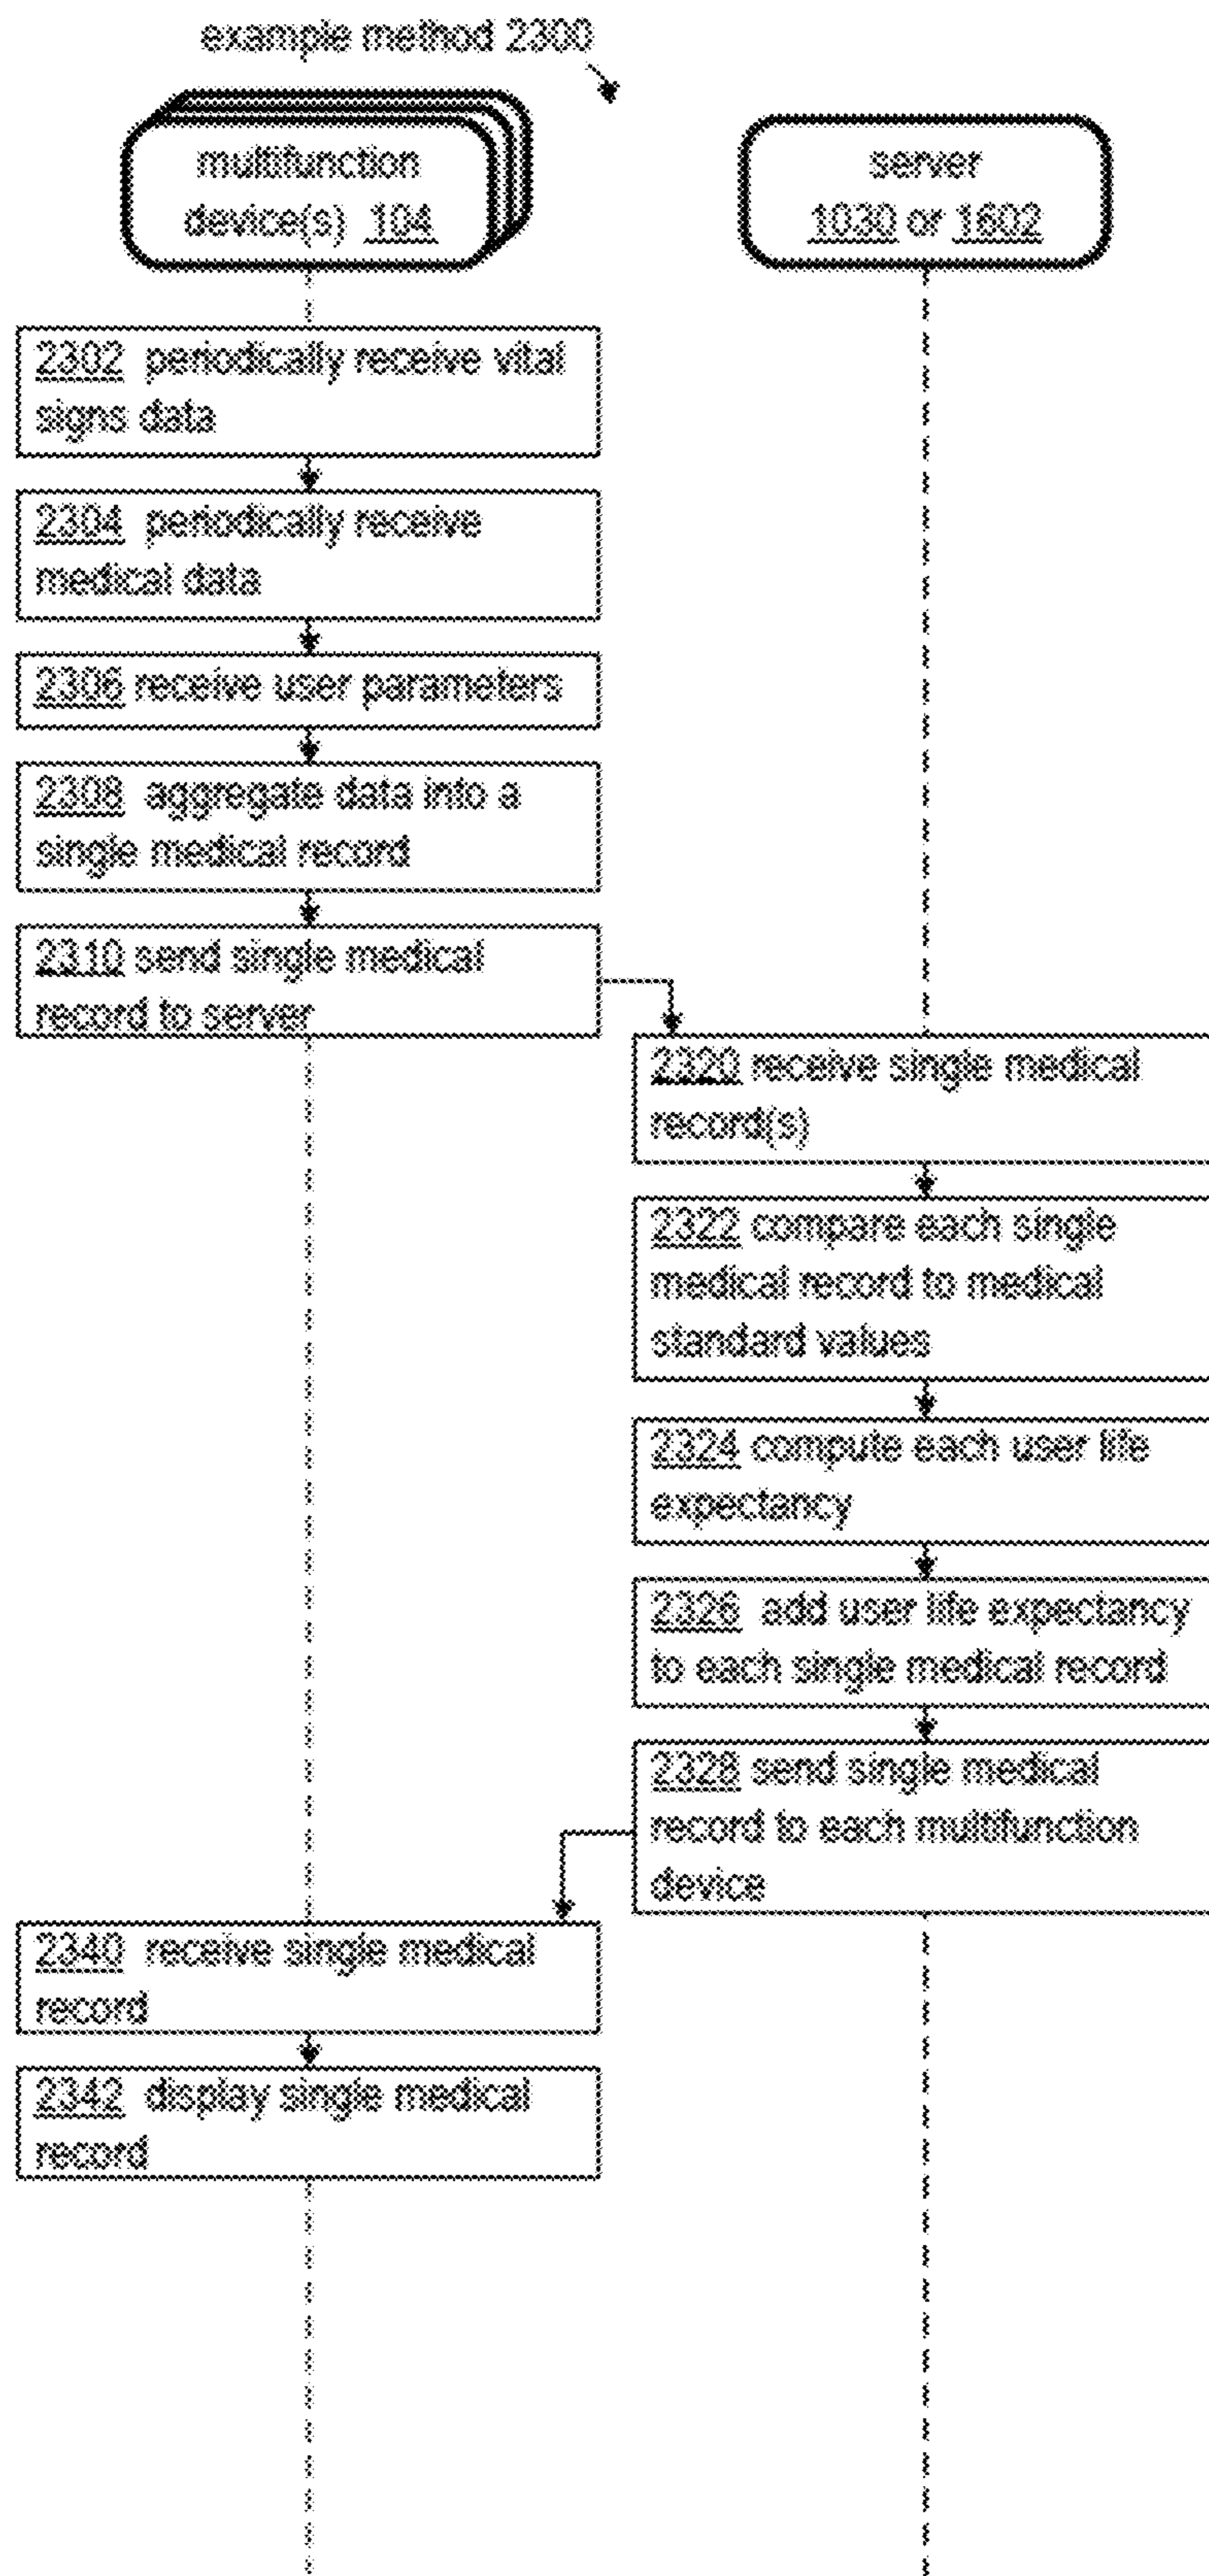 example method 2300
multifunction
device(s) 104
server
1030 or 1602
2302 periodically receive vital
signs data
2304 periodically receive
medical data
2306 receive user parameters
2308 aggregate data into a
single medical record
2310 send single medical
record to server
2320 receive single medical
record(s)
2322 compare each single
medical record to medical
standard values
2324 compute each user life
expectancy
2326 add user life expectancy
to each single medical record
2328 send single medical
record to each multifunction
device
2340 receive single medical
record
2342 display single medical
record